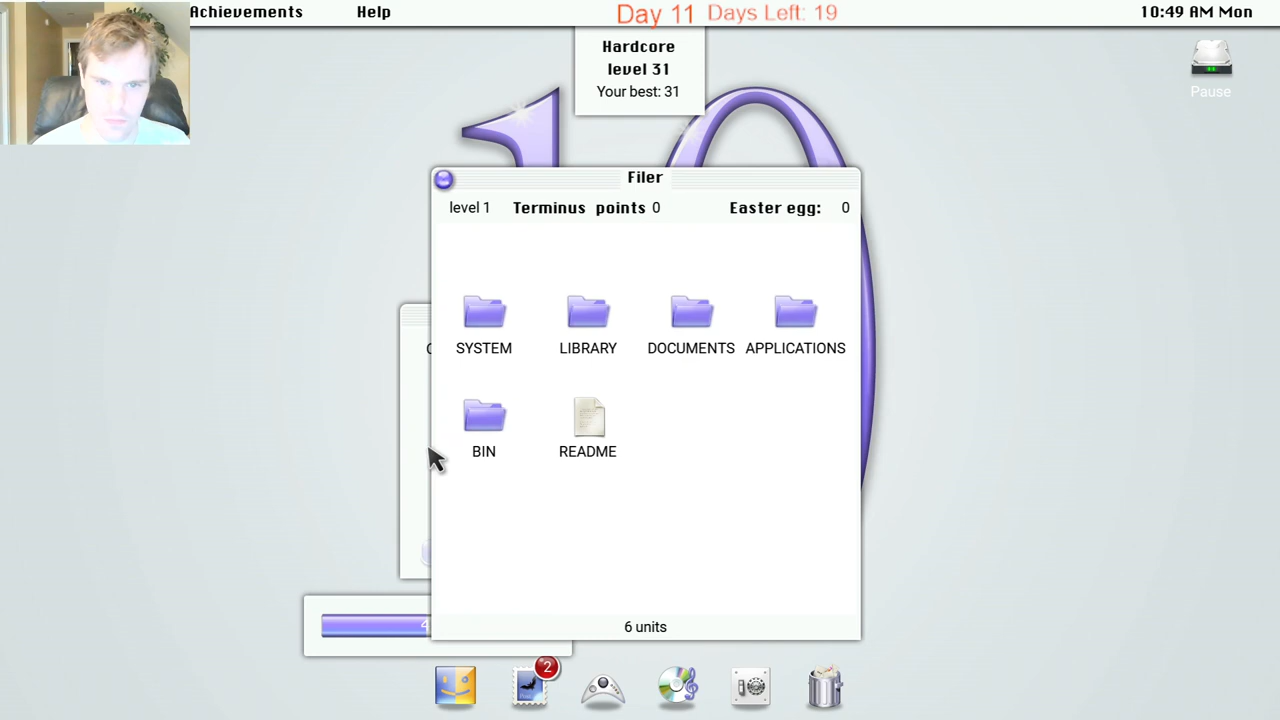 Achievements Help Day 11 Days Left: 19 10:49 AM Mon
Hardcore
level 31
Your best: 31
Pause
Filer
level 1 Terminus points 0 Easter egg: 0
SYSTEM LIBRARY DOCUMENTS APPLICATIONS
BIN README
6 units
2